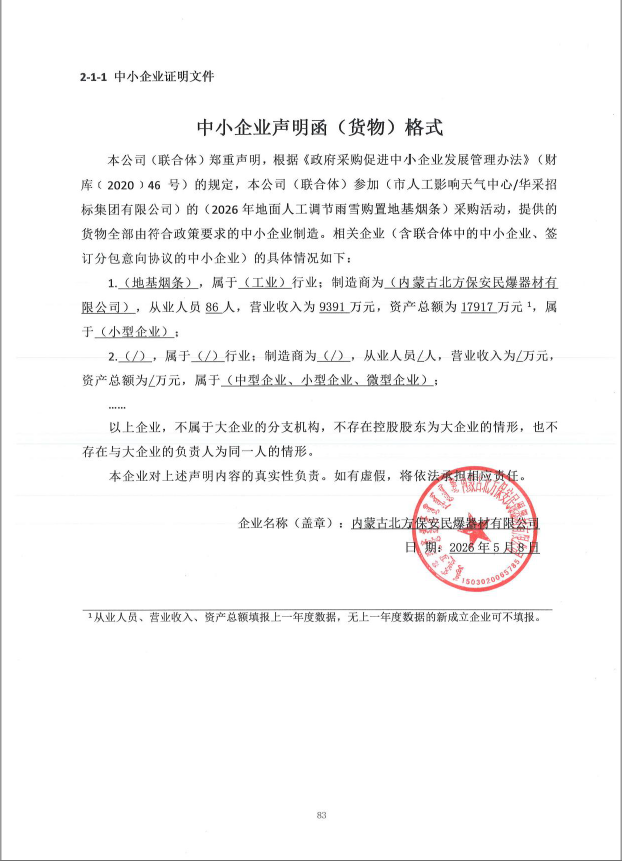 2-1-1 中小企业证明文件
中小企业声明函（货物）格式
本公司（联合体）郑重声明，根据《政府采购促进中小企业发展管理办法》（财
库﹝2020﹞46 号）的规定，本公司（联合体）参加（市人工影响天气中心/华采招
标集团有限公司）的（2026 年地面人工调节雨雪购置地基烟条）采购活动，提供的
货物全部由符合政策要求的中小企业制造。相关企业（含联合体中的中小企业、签
订分包意向协议的中小企业）的具体情况如下：
1.（地基烟条），属于（工业）行业；制造商为（内蒙古北方保安民爆器材有
限公司），从业人员 86 人，营业收入为 9391 万元，资产总额为 17917 万元 ¹，属
于（小型企业）；
2.（/），属于（/）行业；制造商为（/），从业人员/人，营业收入为/万元，
资产总额为/万元，属于（中型企业、小型企业、微型企业）；
……
以上企业，不属于大企业的分支机构，不存在控股股东为大企业的情形，也不
存在与大企业的负责人为同一人的情形。
本企业对上述声明内容的真实性负责。如有虚假，将依法承担相应责任。
企业名称（盖章）：内蒙古北方保安民爆器材有限公司
日 期：2026 年 5 月 8 日
1503020065785
¹从业人员、营业收入、资产总额填报上一年度数据，无上一年度数据的新成立企业可不填报。
83